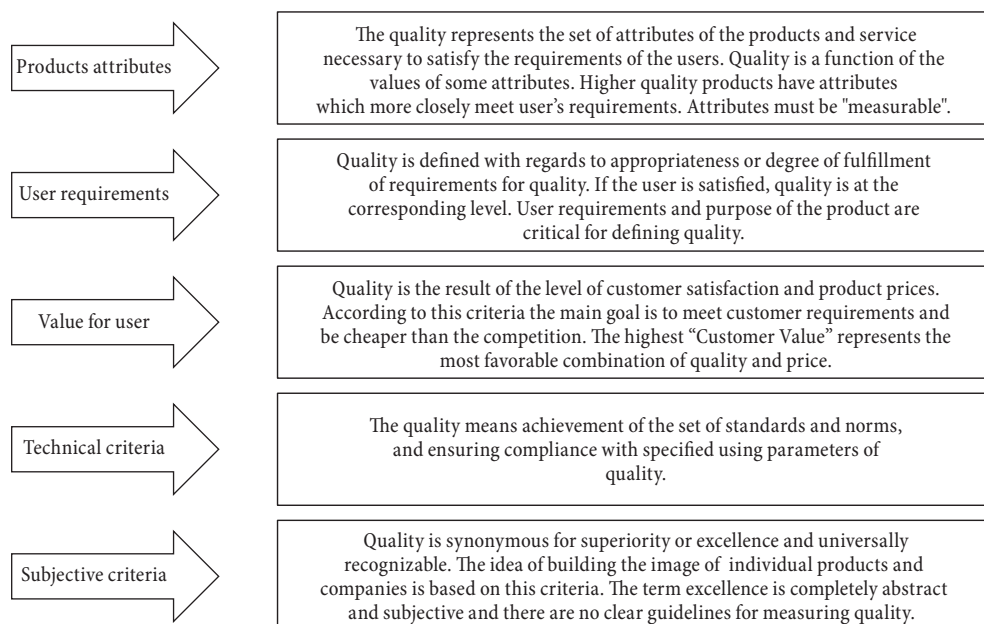 Products attributes
The quality represents the set of attributes of the products and service
necessary to satisfy the requirements of the users. Quality is a function of the
values of some attributes. Higher quality products have attributes
which more closely meet user's requirements. Attributes must be "measurable".
User requirements
Quality is defined with regards to appropriateness or degree of fulfillment
of requirements for quality. If the user is satisfied, quality is at the
corresponding level. User requirements and purpose of the product are
critical for defining quality.
Value for user
Quality is the result of the level of customer satisfaction and product prices.
According to this criteria the main goal is to meet customer requirements and
be cheaper than the competition. The highest “Customer Value” represents the
most favorable combination of quality and price.
Technical criteria
The quality means achievement of the set of standards and norms,
and ensuring compliance with specified using parameters of
quality.
Subjective criteria
Quality is synonymous for superiority or excellence and universally
recognizable. The idea of building the image of individual products and
companies is based on this criteria. The term excellence is completely abstract
and subjective and there are no clear guidelines for measuring quality.